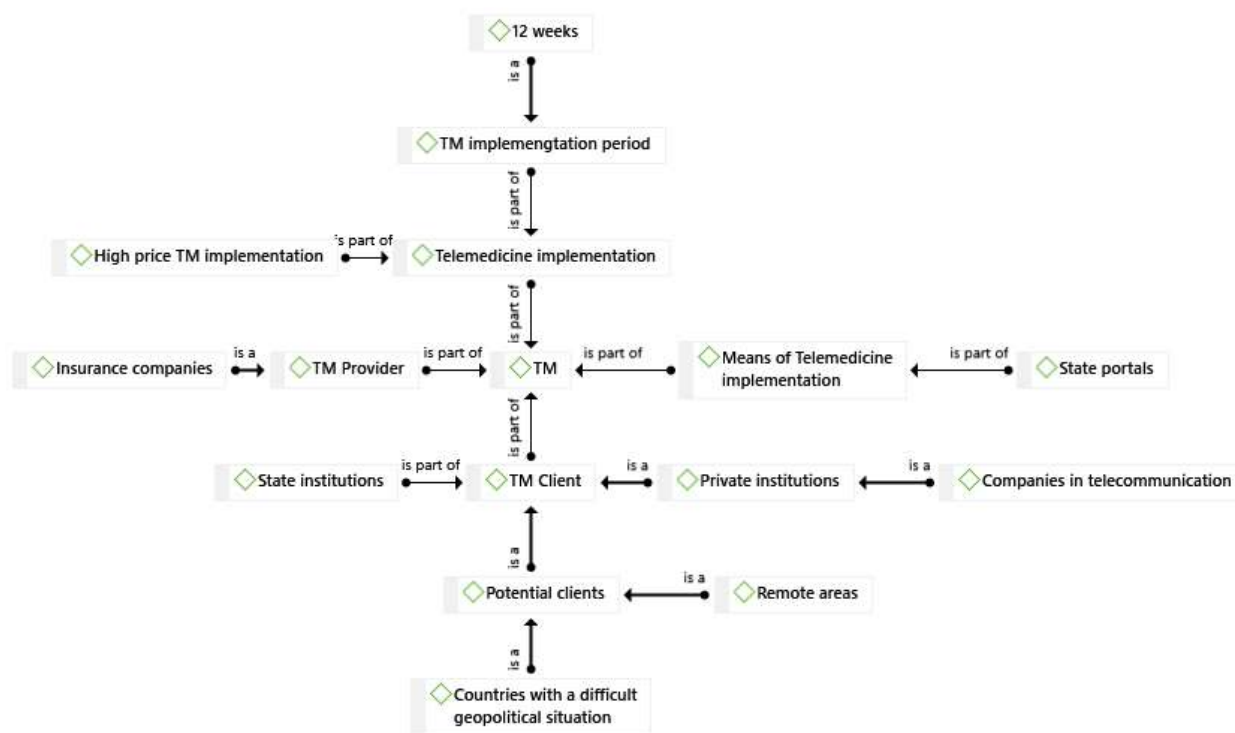 12 weeks
is a
TM implemengtation period
is part of
is part of
High price TM implementation
Telemedicine implementation
is part of
is a
is part of
is part of
is part of
Insurance companies
TM Provider
TM
Means of Telemedicine
implementation
State portals
is part of
is part of
is a
is a
State institutions
TM Client
Private institutions
Companies in telecommunication
is a
is a
Potential clients
Remote areas
is a
Countries with a difficult
geopolitical situation